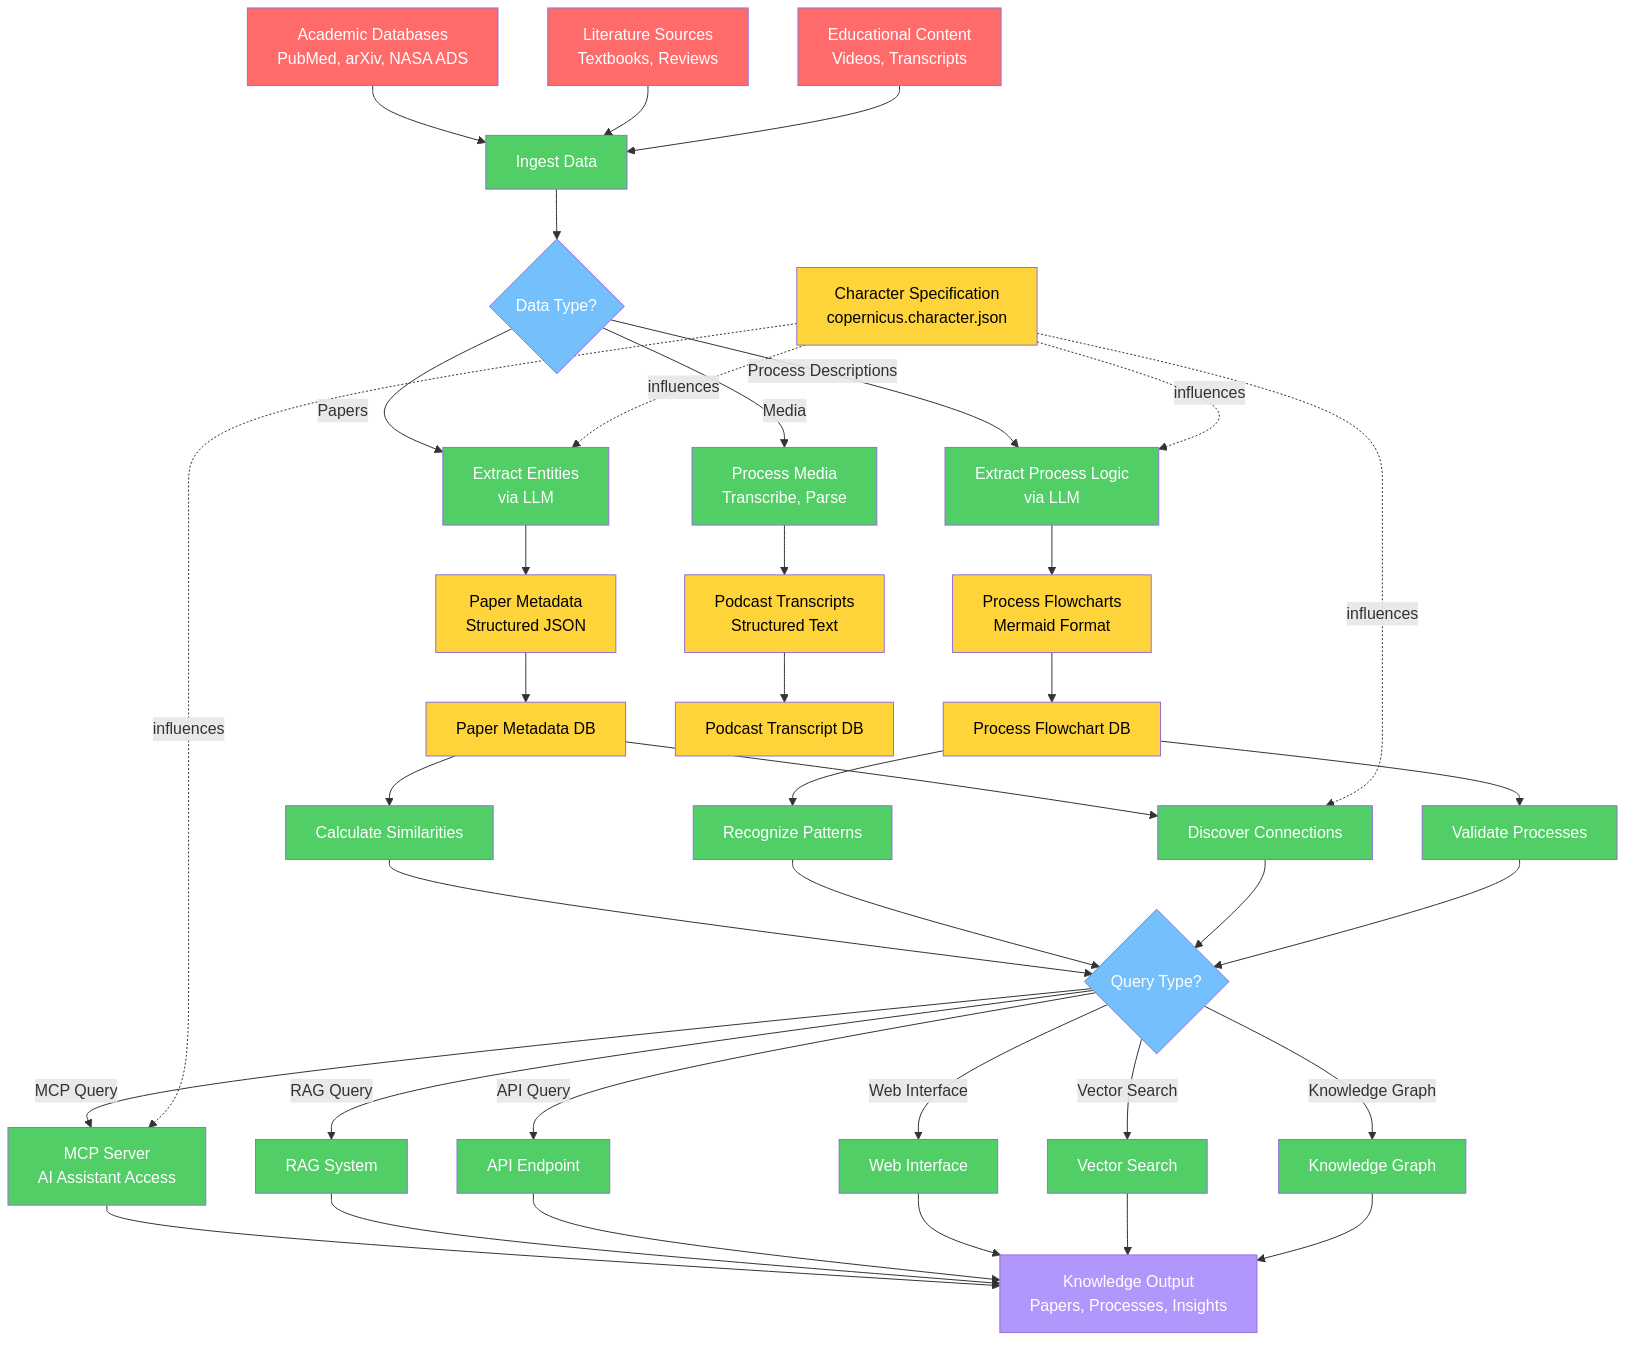 Academic Databases
PubMed, arXiv, NASA ADS
Literature Sources
Textbooks, Reviews
Educational Content
Videos, Transcripts
Ingest Data
Data Type?
Character Specification
copernicus.character.json
Process Descriptions
influences
influences
Papers
Media
Extract Entities
via LLM
Process Media
Transcribe, Parse
Extract Process Logic
via LLM
Paper Metadata
Structured JSON
Podcast Transcripts
Structured Text
Process Flowcharts
Mermaid Format
influences
influences
Paper Metadata DB
Podcast Transcript DB
Process Flowchart DB
Calculate Similarities
Recognize Patterns
Discover Connections
Validate Processes
Query Type?
MCP Query
RAG Query
API Query
Web Interface
Vector Search
Knowledge Graph
MCP Server
AI Assistant Access
RAG System
API Endpoint
Web Interface
Vector Search
Knowledge Graph
Knowledge Output
Papers, Processes, Insights